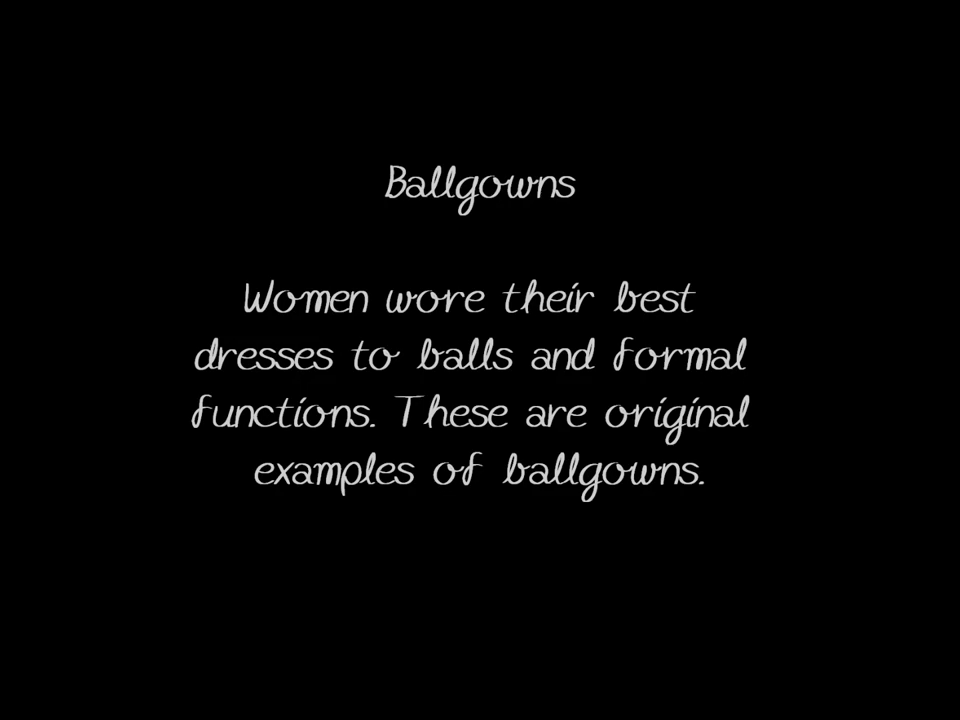 Ballgowns
Women wore their best
dresses to balls and formal
functions. These are original
examples of ballgowns.